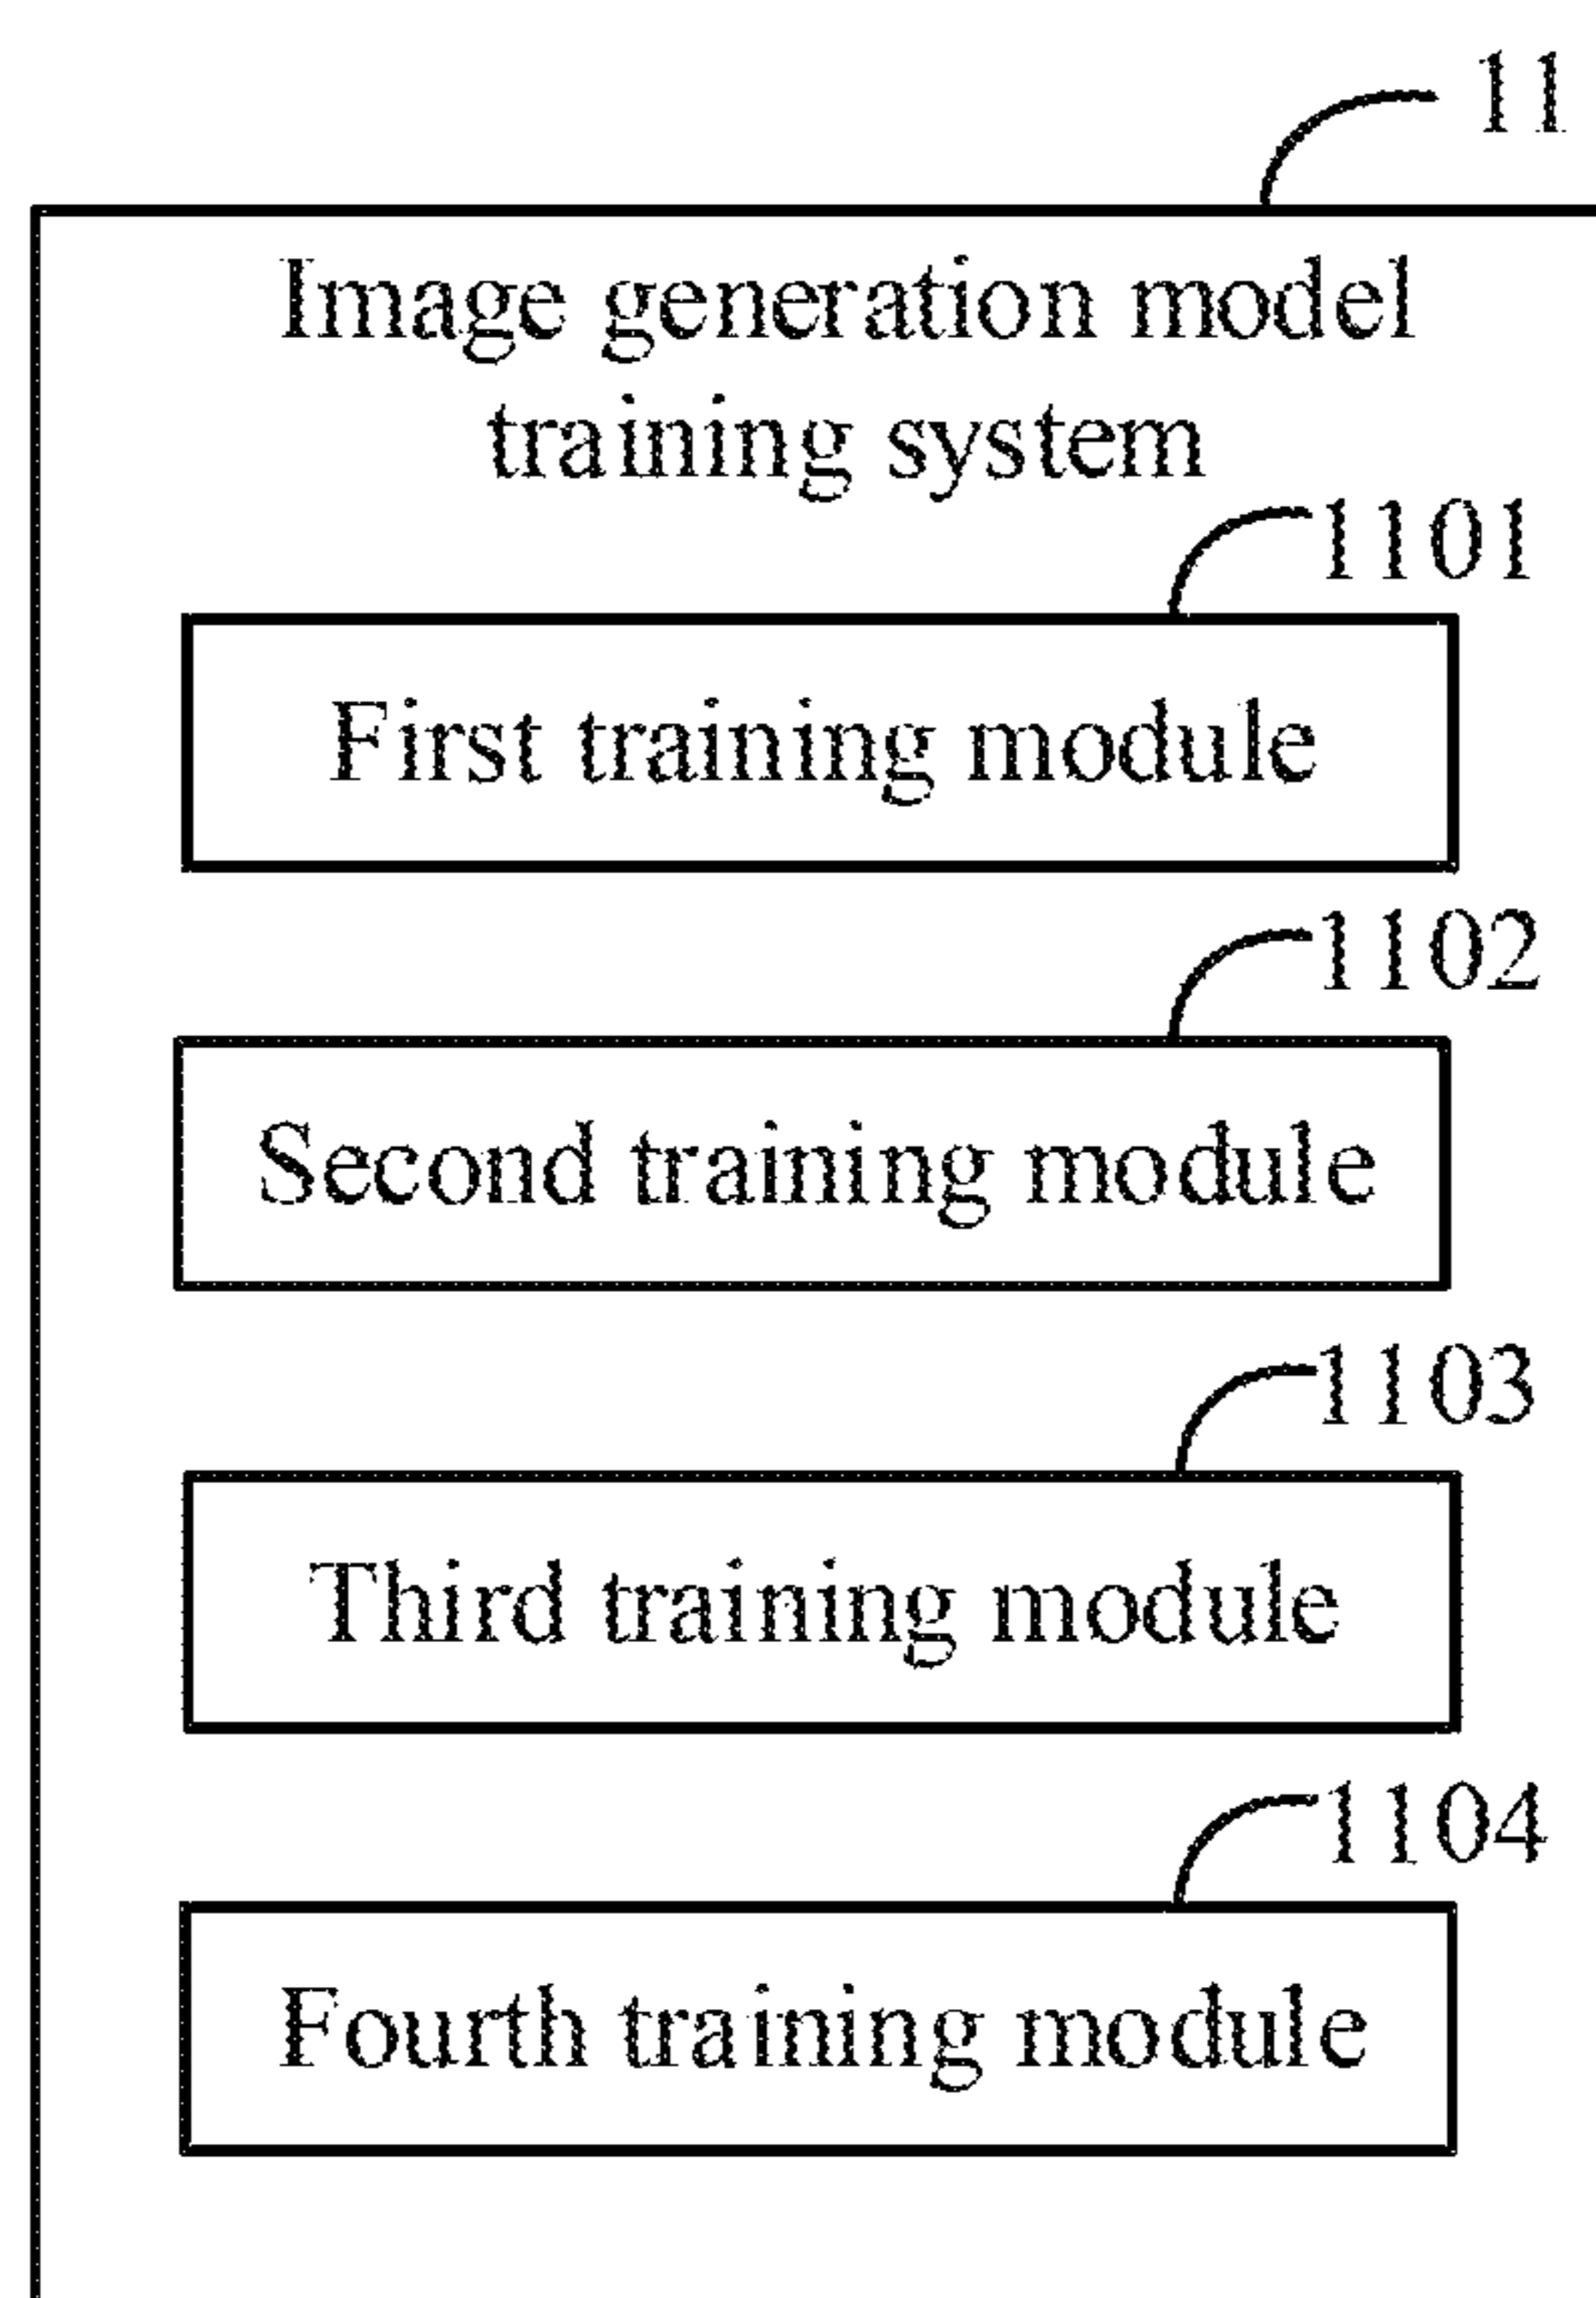 11
Image generation model
training system
1101
First training module
1102
Second training module
1103
Third training module
1104
Fourth training module